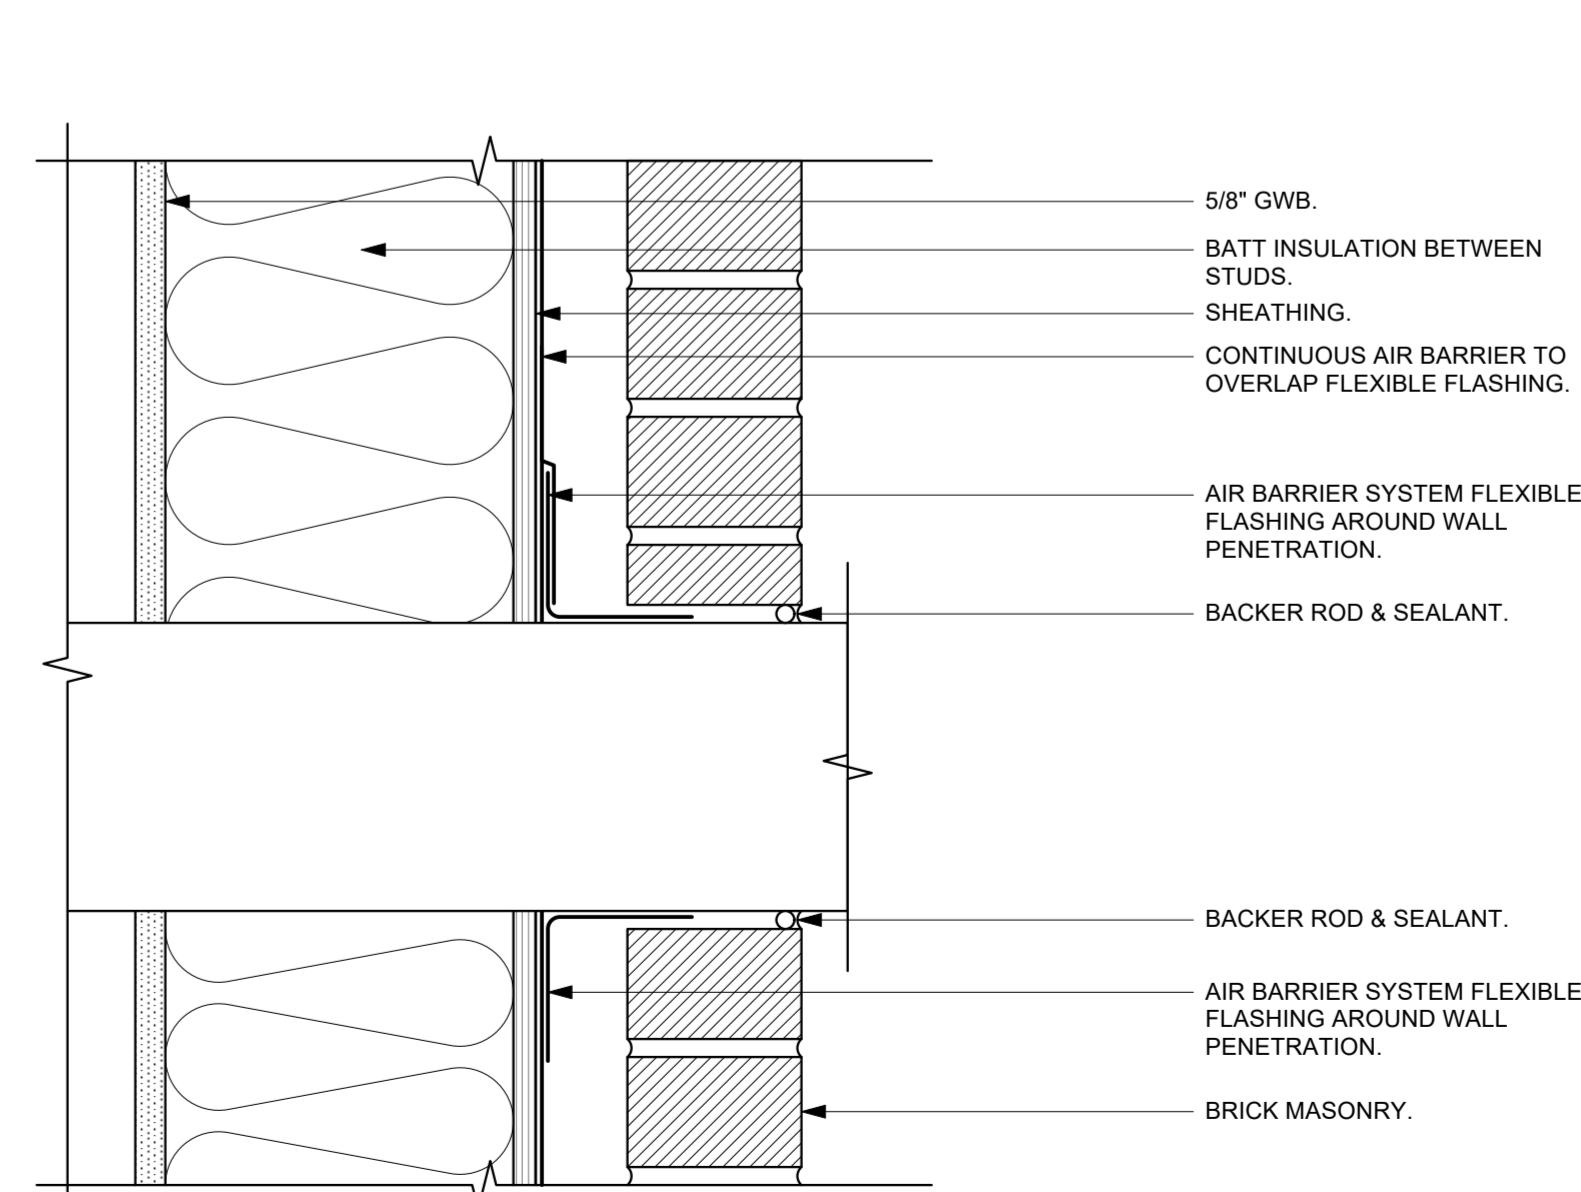 5/8" GWB.
BATT INSULATION BETWEEN
STUDS.
SHEATHING.
CONTINUOUS AIR BARRIER TO
OVERLAP FLEXIBLE FLASHING.
AIR BARRIER SYSTEM FLEXIBLE
FLASHING AROUND WALL
PENETRATION.
BACKER ROD & SEALANT.
BACKER ROD & SEALANT.
AIR BARRIER SYSTEM FLEXIBLE
FLASHING AROUND WALL
PENETRATION.
BRICK MASONRY.